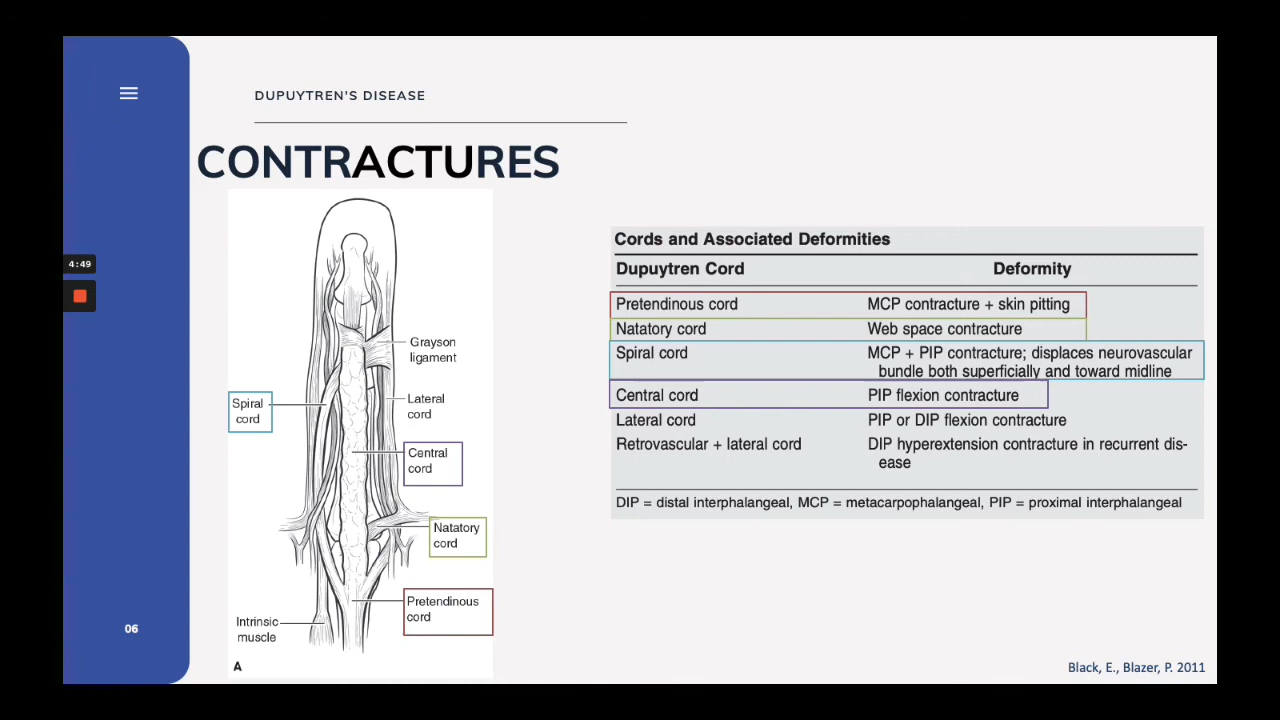 DUPUYTREN'S DISEASE
CONTRACTURES
4:49
Grayson
ligament
Lateral
cord
Spiral
cord
Central
cord
Natatory
cord
Pretendinous
cord
Intrinsic
muscle
A
Cords and Associated Deformities
Dupuytren Cord Deformity
Pretendinous cord MCP contracture + skin pitting
Natatory cord Web space contracture
Spiral cord MCP + PIP contracture; displaces neurovascular
bundle both superficially and toward midline
Central cord PIP flexion contracture
Lateral cord PIP or DIP flexion contracture
Retrovascular + lateral cord DIP hyperextension contracture in recurrent dis-
ease
DIP = distal interphalangeal, MCP = metacarpophalangeal, PIP = proximal interphalangeal
06
Black, E., Blazer, P. 2011